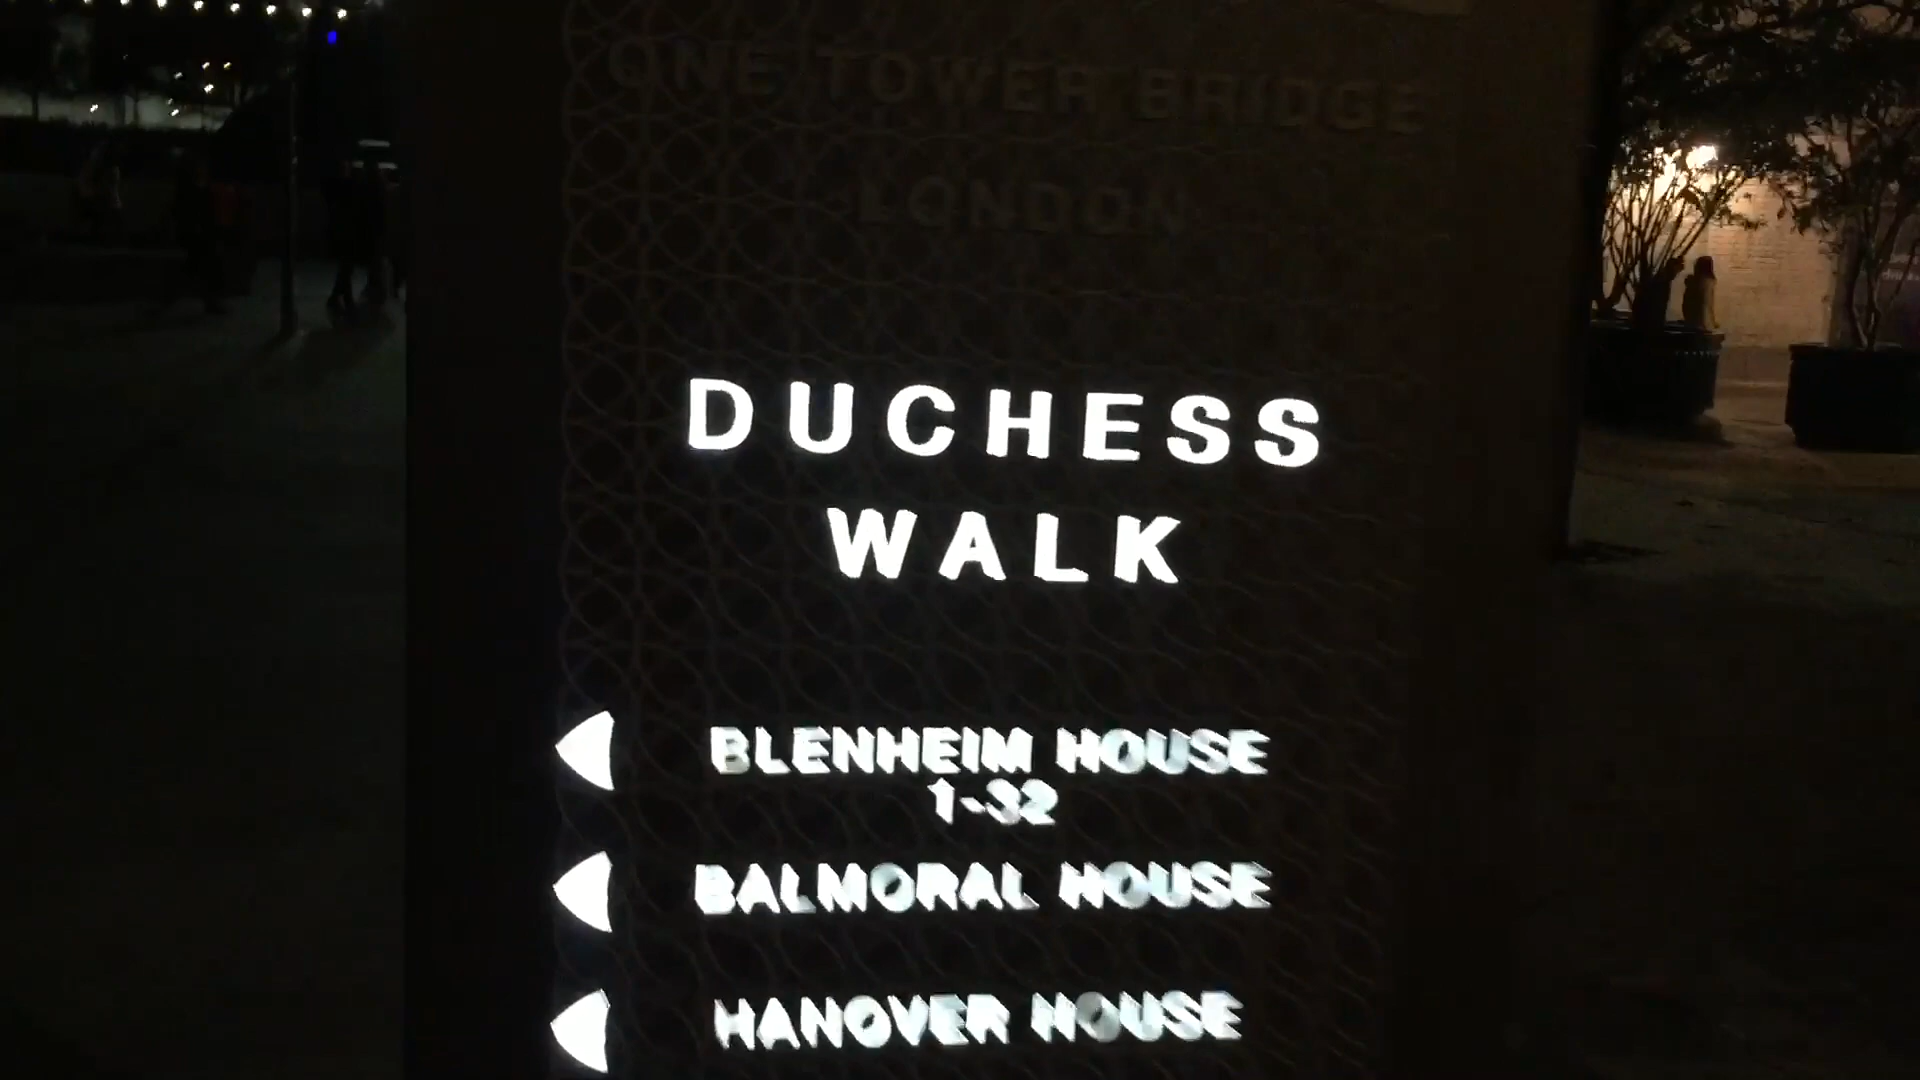 ONE TOWER BRIDGE
LONDON
DUCHESS
WALK
BLENHEIM HOUSE
1-32
BALMORAL HOUSE
HANOVER HOUSE